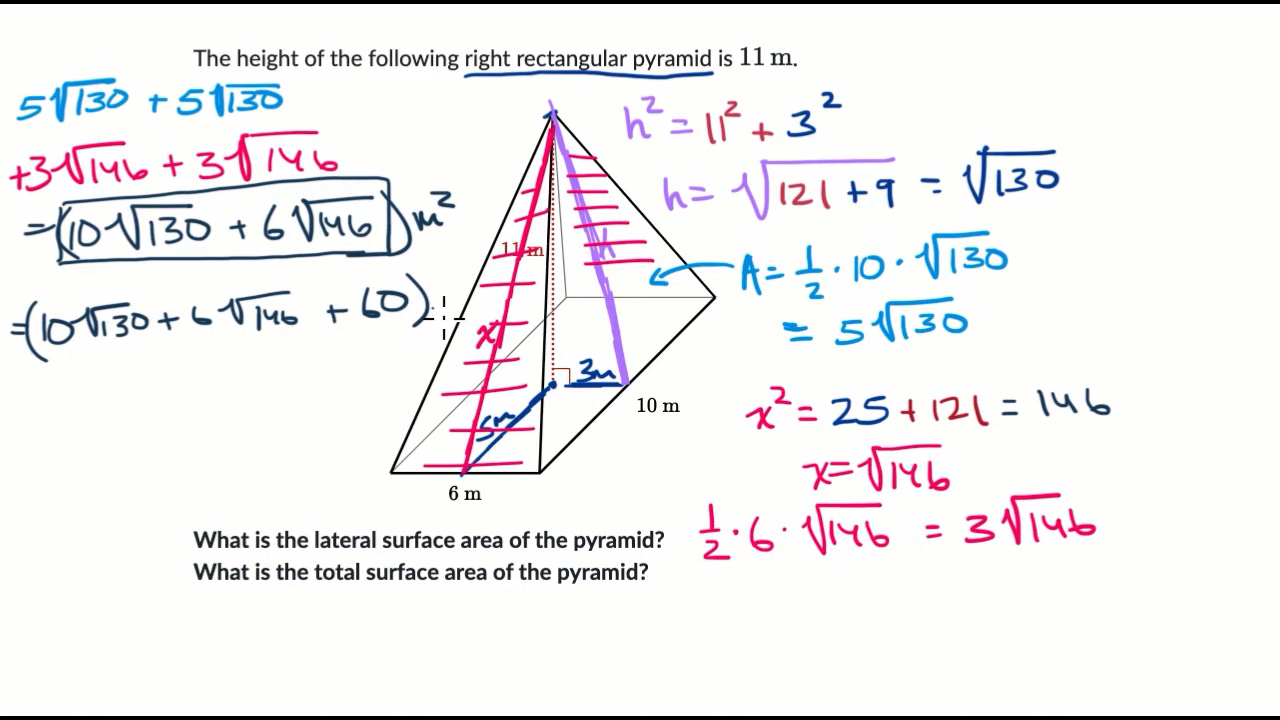 The height of the following right rectangular pyramid is 11 m.
5√130 + 5√130
+3√146 + 3√146
=(10√130 + 6√146) m²
=(10√130 + 6√146 + 60)
h² = 11² + 3²
h = √121 + 9 = √130
A = 1/2 · 10 · √130
= 5√130
x² = 25 + 121 = 146
x = √146
1/2 · 6 · √146 = 3√146
11 m
h
x
3m
5m
10 m
6 m
What is the lateral surface area of the pyramid?
What is the total surface area of the pyramid?